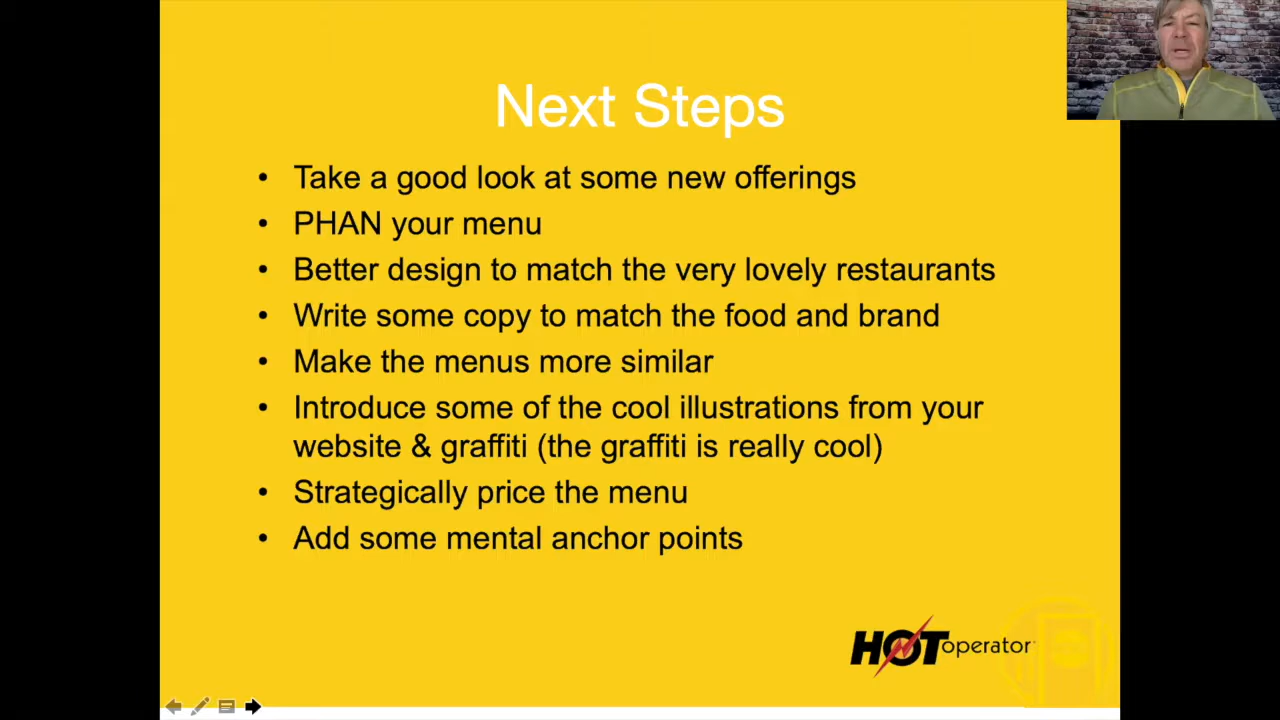 Next Steps
• Take a good look at some new offerings
• PHAN your menu
• Better design to match the very lovely restaurants
• Write some copy to match the food and brand
• Make the menus more similar
• Introduce some of the cool illustrations from your
website & graffiti (the graffiti is really cool)
• Strategically price the menu
• Add some mental anchor points
HOT operator